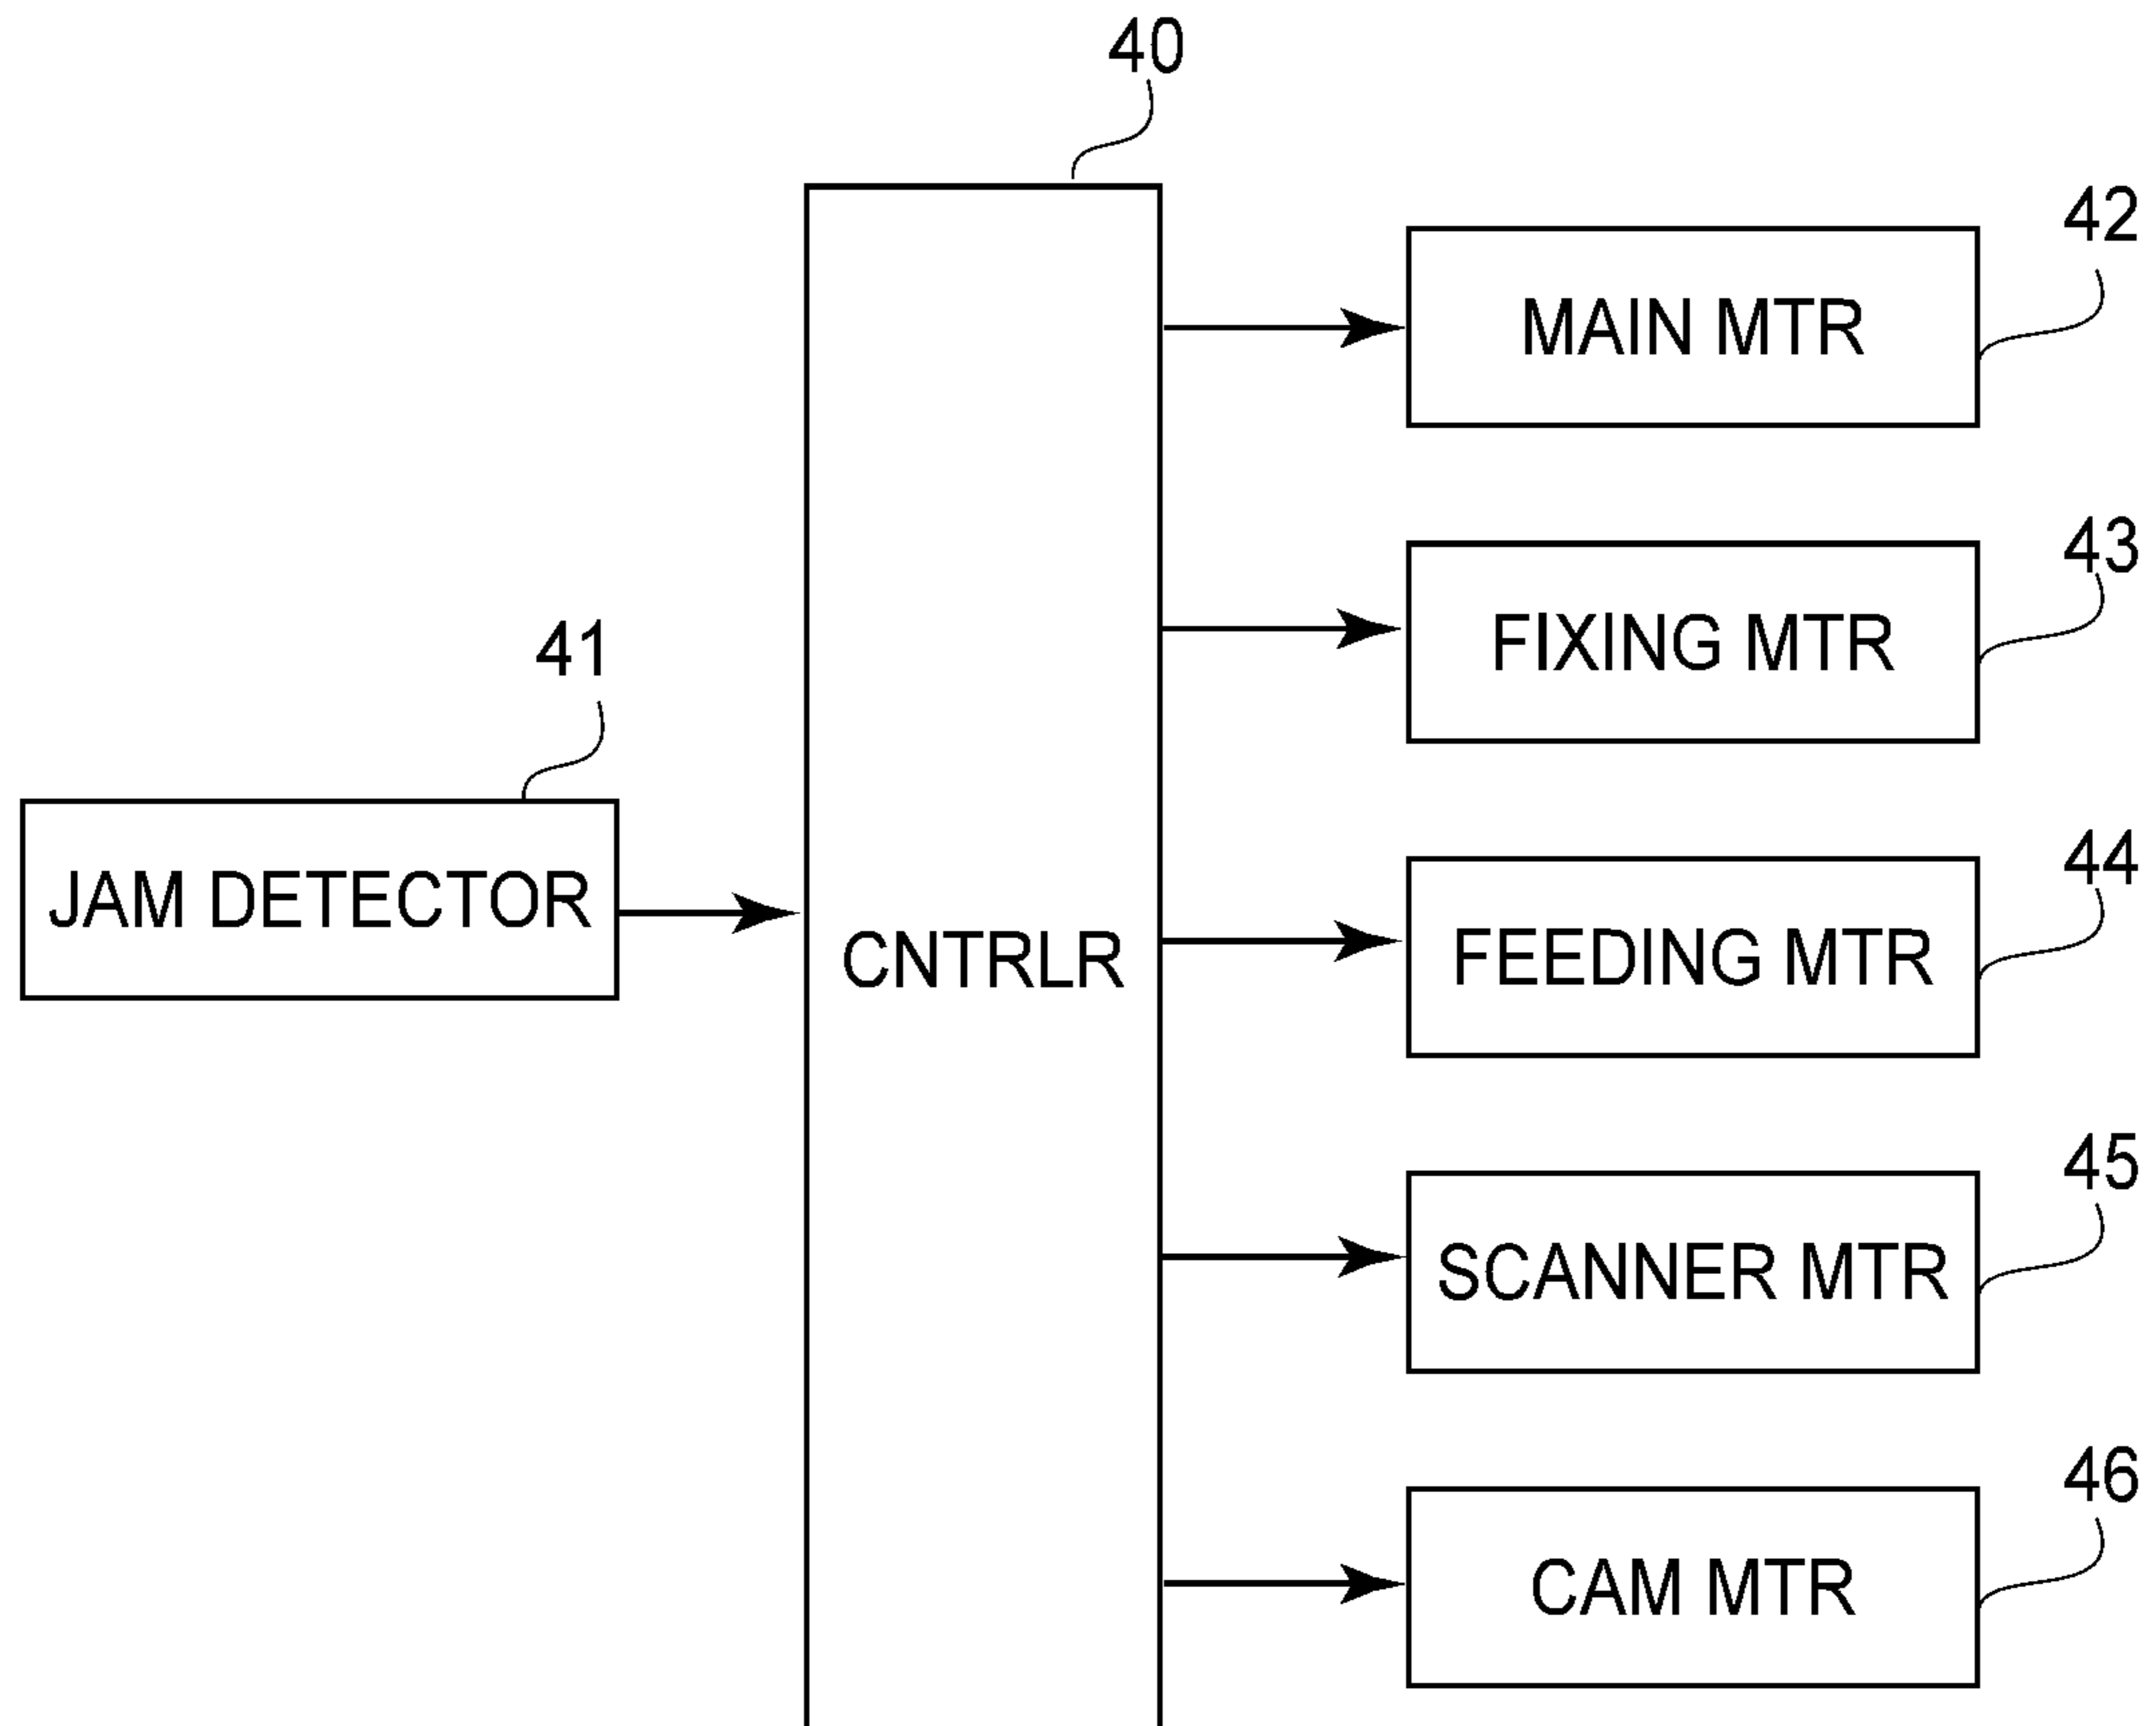 40
42
MAIN MTR
43
FIXING MTR
41
JAM DETECTOR
CNTRLR
44
FEEDING MTR
45
SCANNER MTR
46
CAM MTR